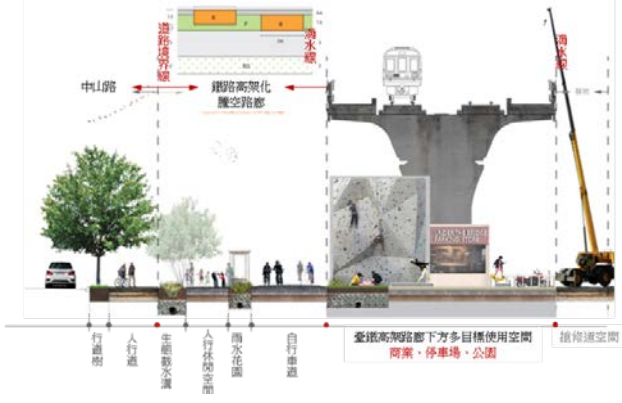 道路境界線
滴水線
滴水線
中山路
鐵路高架化
騰空路廊
行道樹
人行道
生態截水溝
人行休閒空間
雨水花園
自行車道
臺鐵高架路廊下方多目標使用空間
商業、停車場、公園
搶修道空間